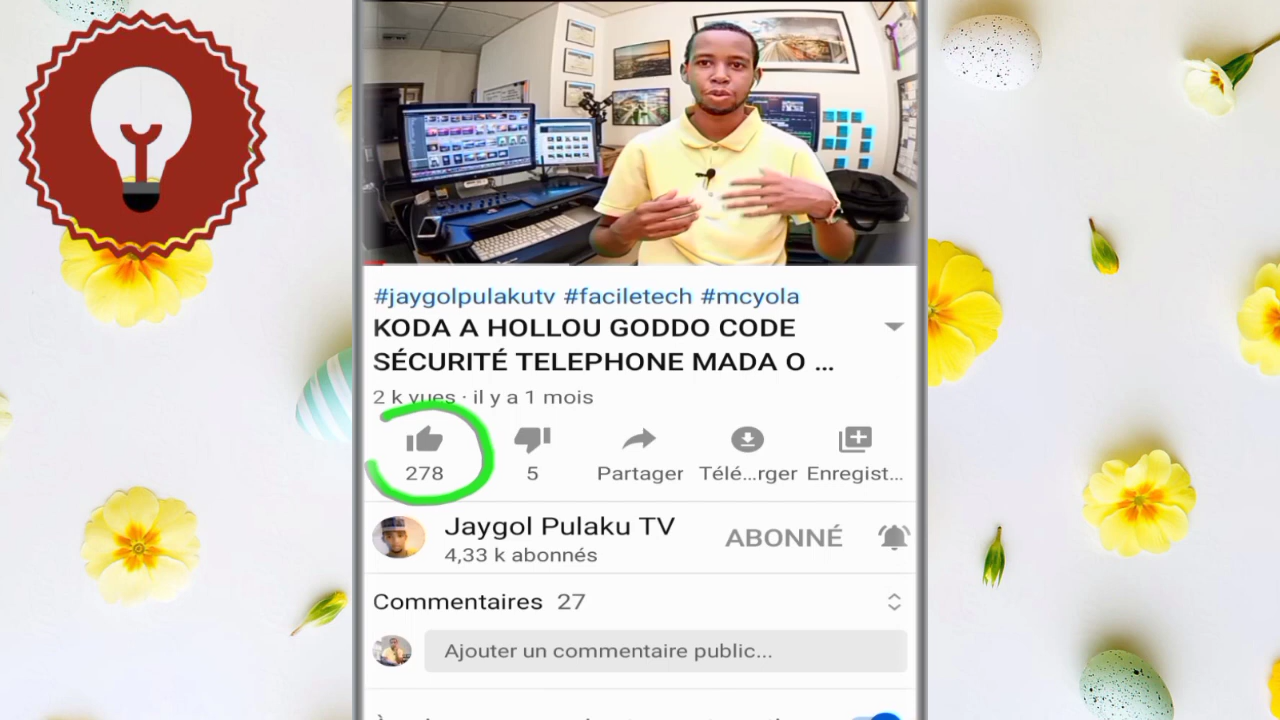 #jaygolpulakutv #faciletech #mcyola
KODA A HOLLOU GODDO CODE
SÉCURITÉ TELEPHONE MADA O ...
2 k vues · il y a 1 mois
278
5
Partager
Télé...rger
Enregist...
Jaygol Pulaku TV
4,33 k abonnés
ABONNÉ
Commentaires 27
Ajouter un commentaire public...